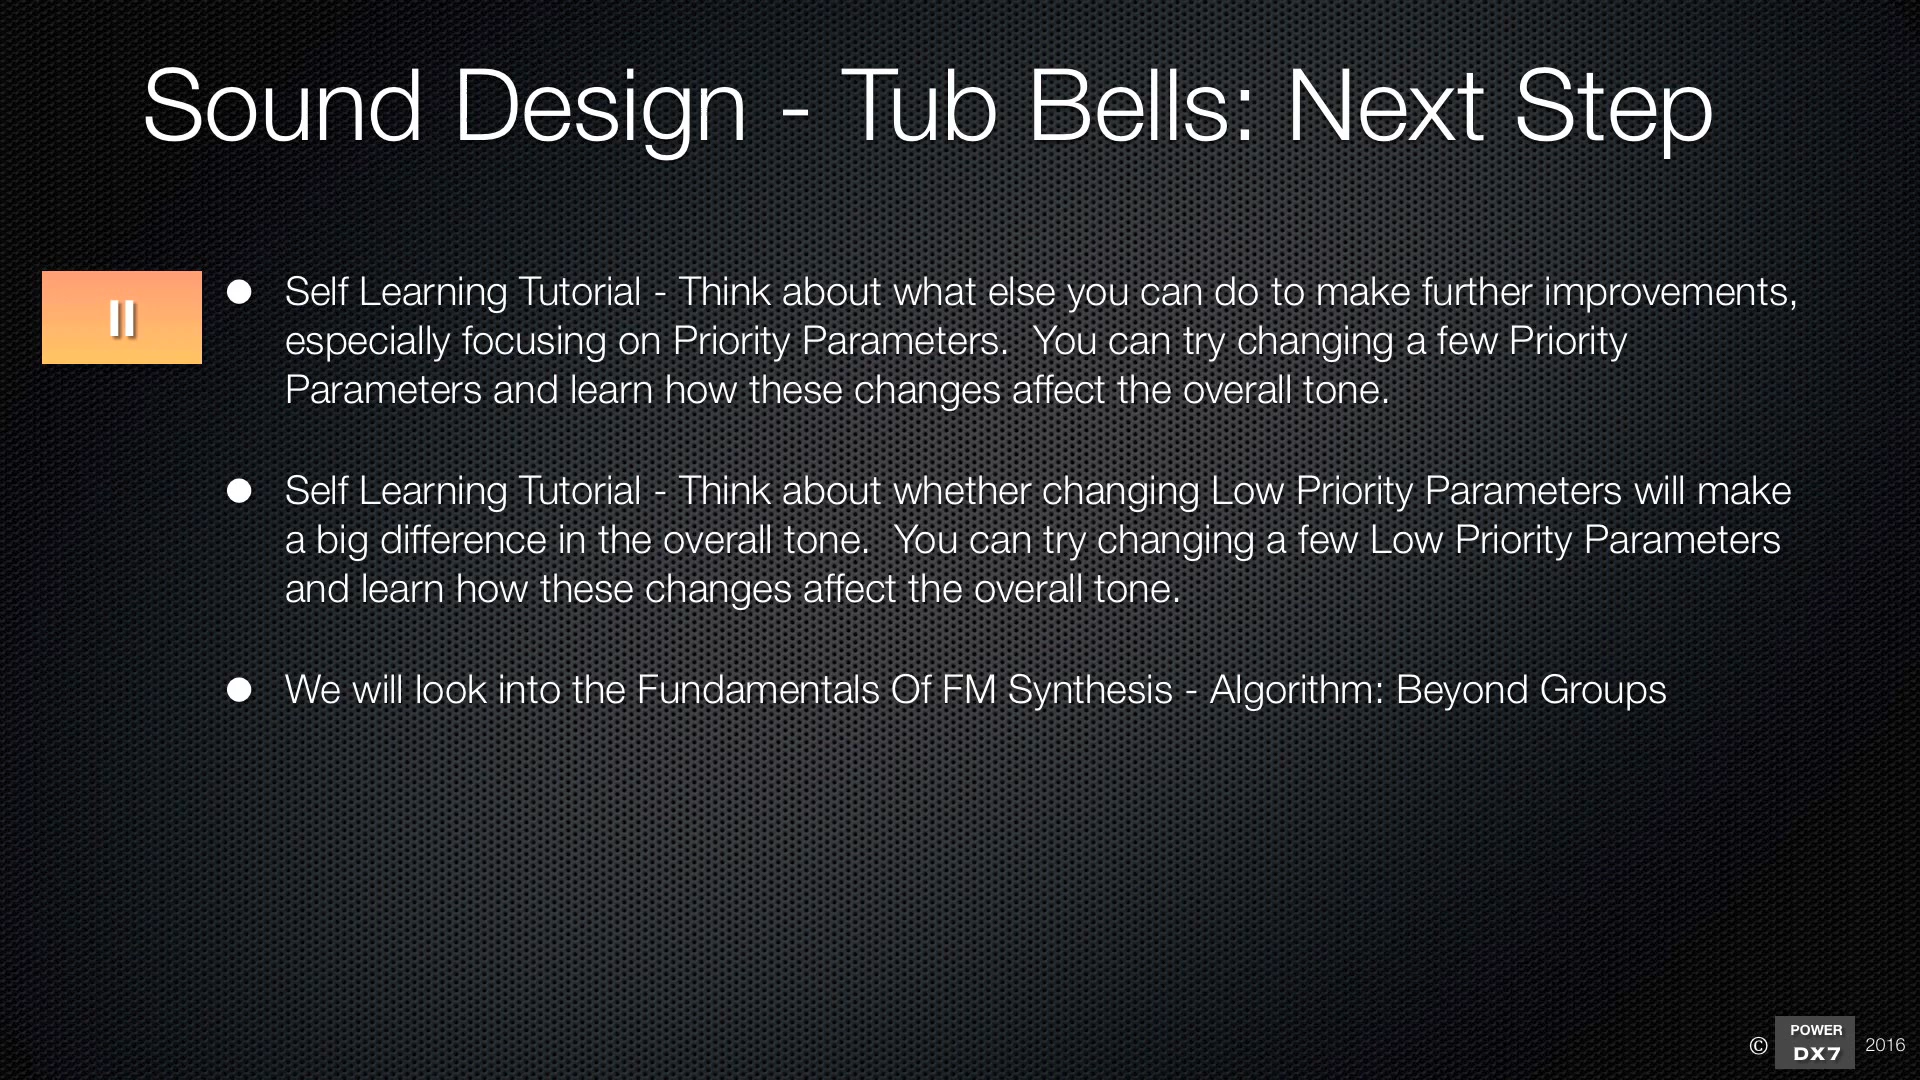 Sound Design - Tub Bells: Next Step
● Self Learning Tutorial - Think about what else you can do to make further improvements,
especially focusing on Priority Parameters.  You can try changing a few Priority
Parameters and learn how these changes affect the overall tone.
● Self Learning Tutorial - Think about whether changing Low Priority Parameters will make
a big difference in the overall tone.  You can try changing a few Low Priority Parameters
and learn how these changes affect the overall tone.
● We will look into the Fundamentals Of FM Synthesis - Algorithm: Beyond Groups
© POWER DX7 2016